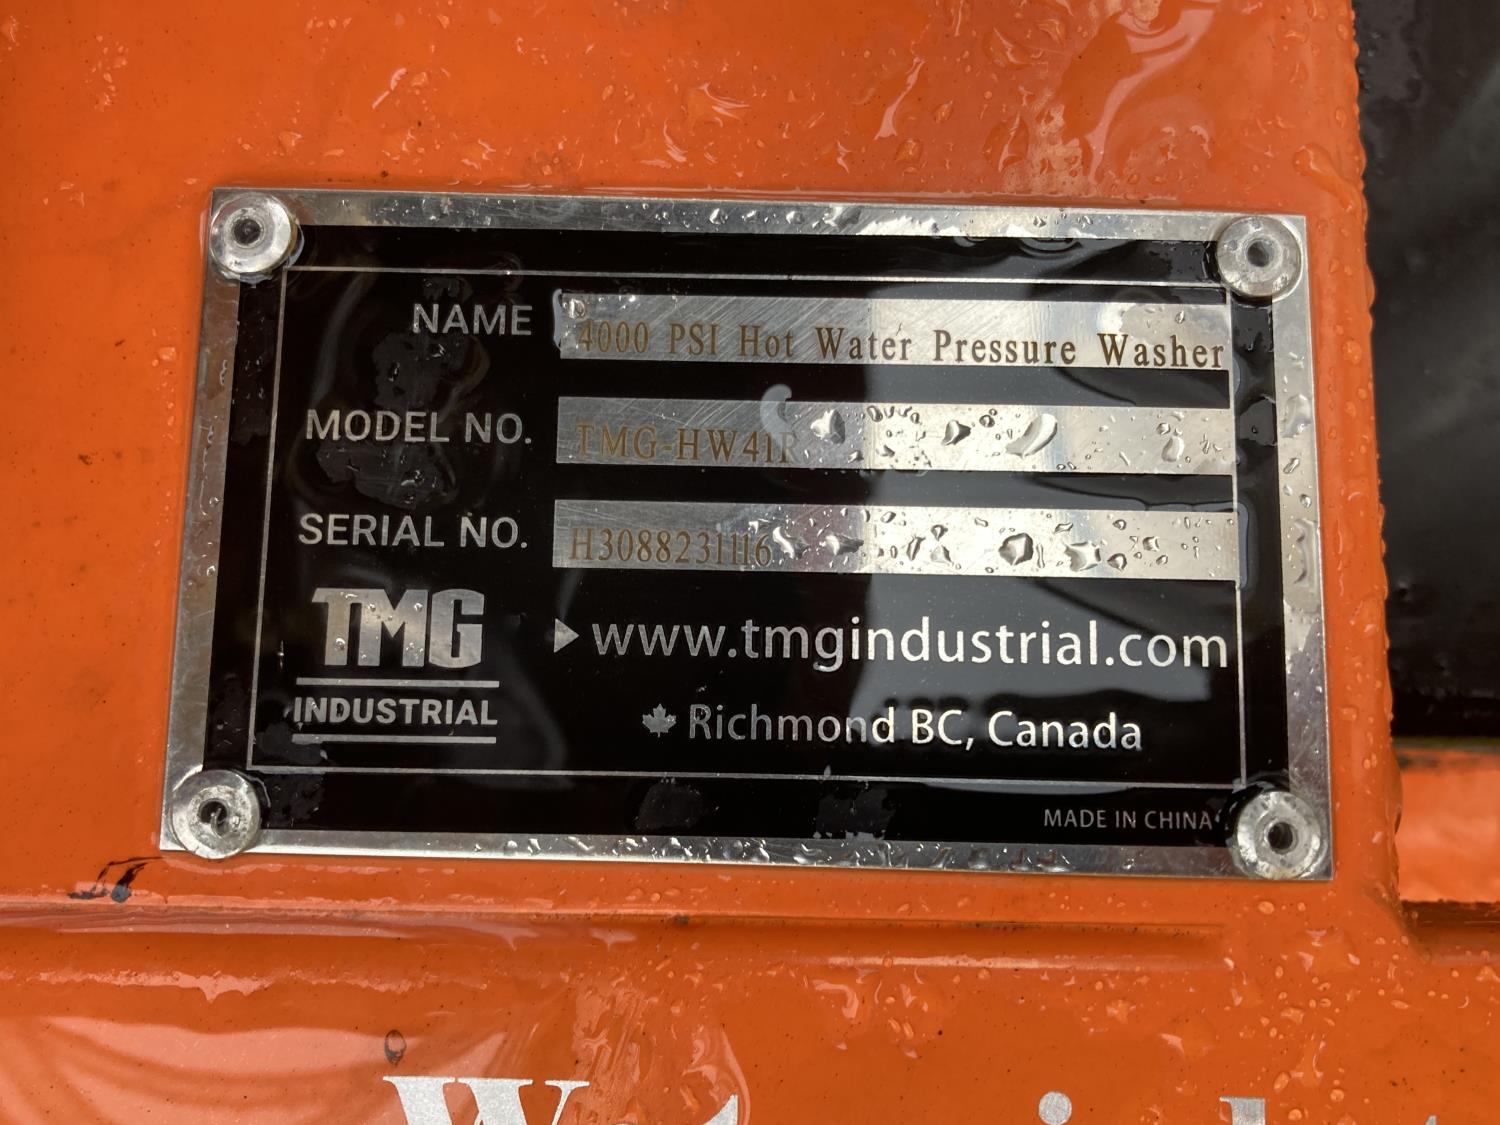 NAME 4000 PSI Hot Water Pressure Washer
MODEL NO. TMG-HW41R
SERIAL NO. H3088231116
TMG
INDUSTRIAL
www.tmgindustrial.com
Richmond BC, Canada
MADE IN CHINA